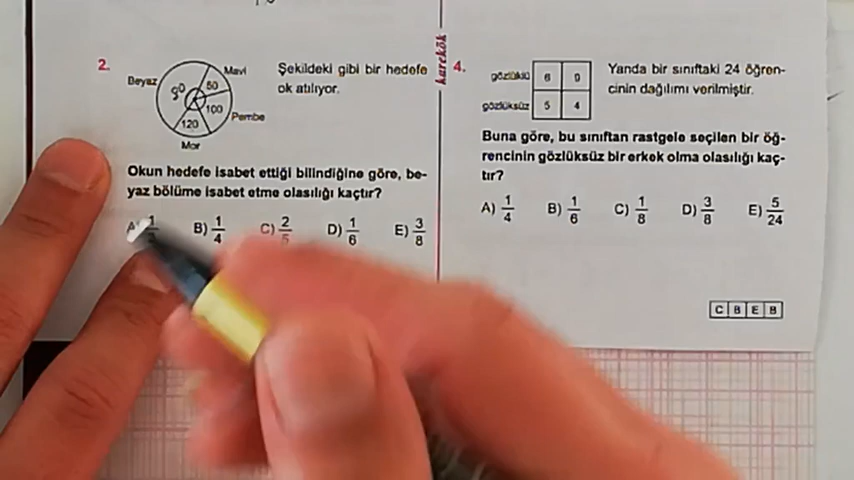 2.
Beyaz
Mavi
90
50
100
120
Pembe
Mor
Şekildeki gibi bir hedefe
ok atılıyor.
Okun hedefe isabet ettiği bilindiğine göre, be-
yaz bölüme isabet etme olasılığı kaçtır?
B) 1/4 C) 2/5 D) 1/6 E) 3/8
karekök
4.
gözlüklü 6 9
gözlüksüz 5 4
Yanda bir sınıftaki 24 öğren-
cinin dağılımı verilmiştir.
Buna göre, bu sınıftan rastgele seçilen bir öğ-
rencinin gözlüksüz bir erkek olma olasılığı kaç-
tır?
A) 1/4 B) 1/6 C) 1/8 D) 3/8 E) 5/24
C B E B